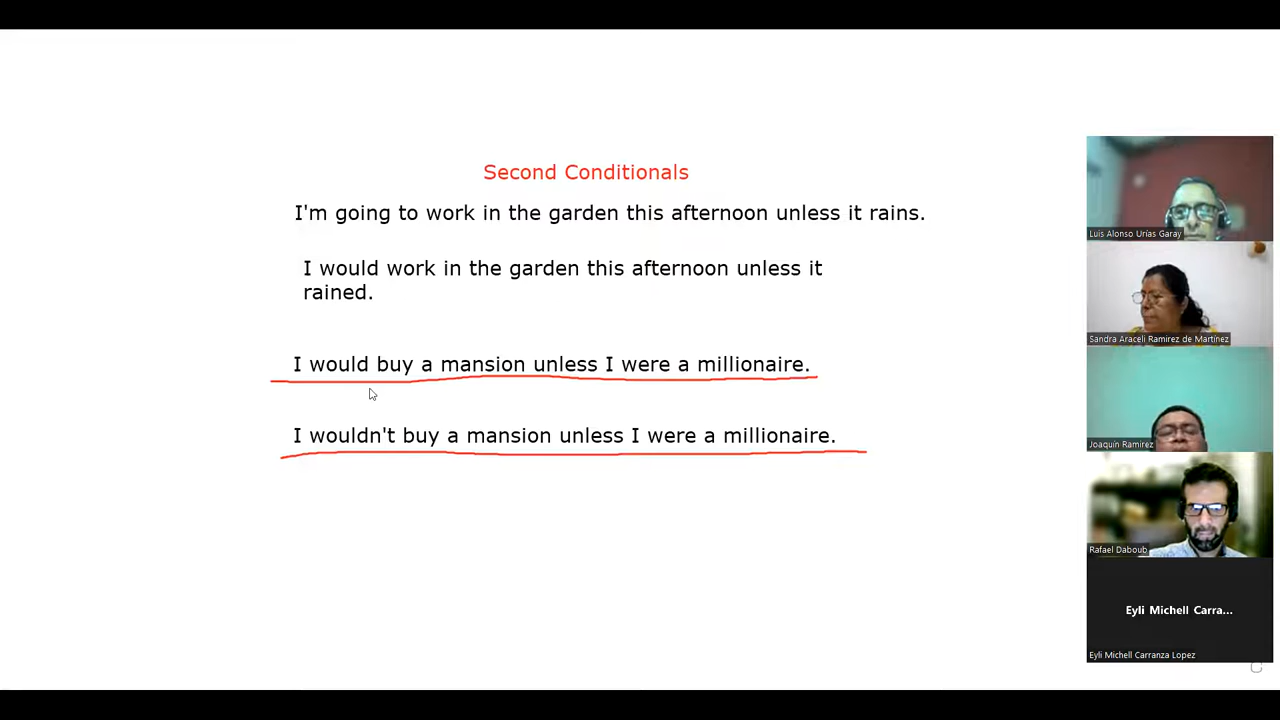 Second Conditionals
I'm going to work in the garden this afternoon unless it rains.
I would work in the garden this afternoon unless it
rained.
I would buy a mansion unless I were a millionaire.
I wouldn't buy a mansion unless I were a millionaire.
Luis Alonso Urías Garay
Sandra Araceli Ramirez de Martínez
Joaquín Ramirez
Rafael Daboub
Eyli Michell Carra...
Eyli Michell Carranza Lopez